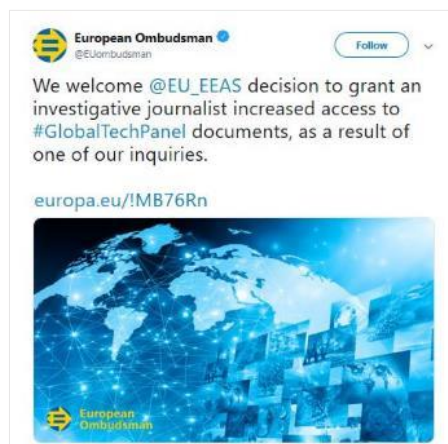 European Ombudsman
@EUombudsman
Follow
We welcome @EU_EEAS decision to grant an
investigative journalist increased access to
#GlobalTechPanel documents, as a result of
one of our inquiries.
europa.eu/!MB76Rn
European
Ombudsman